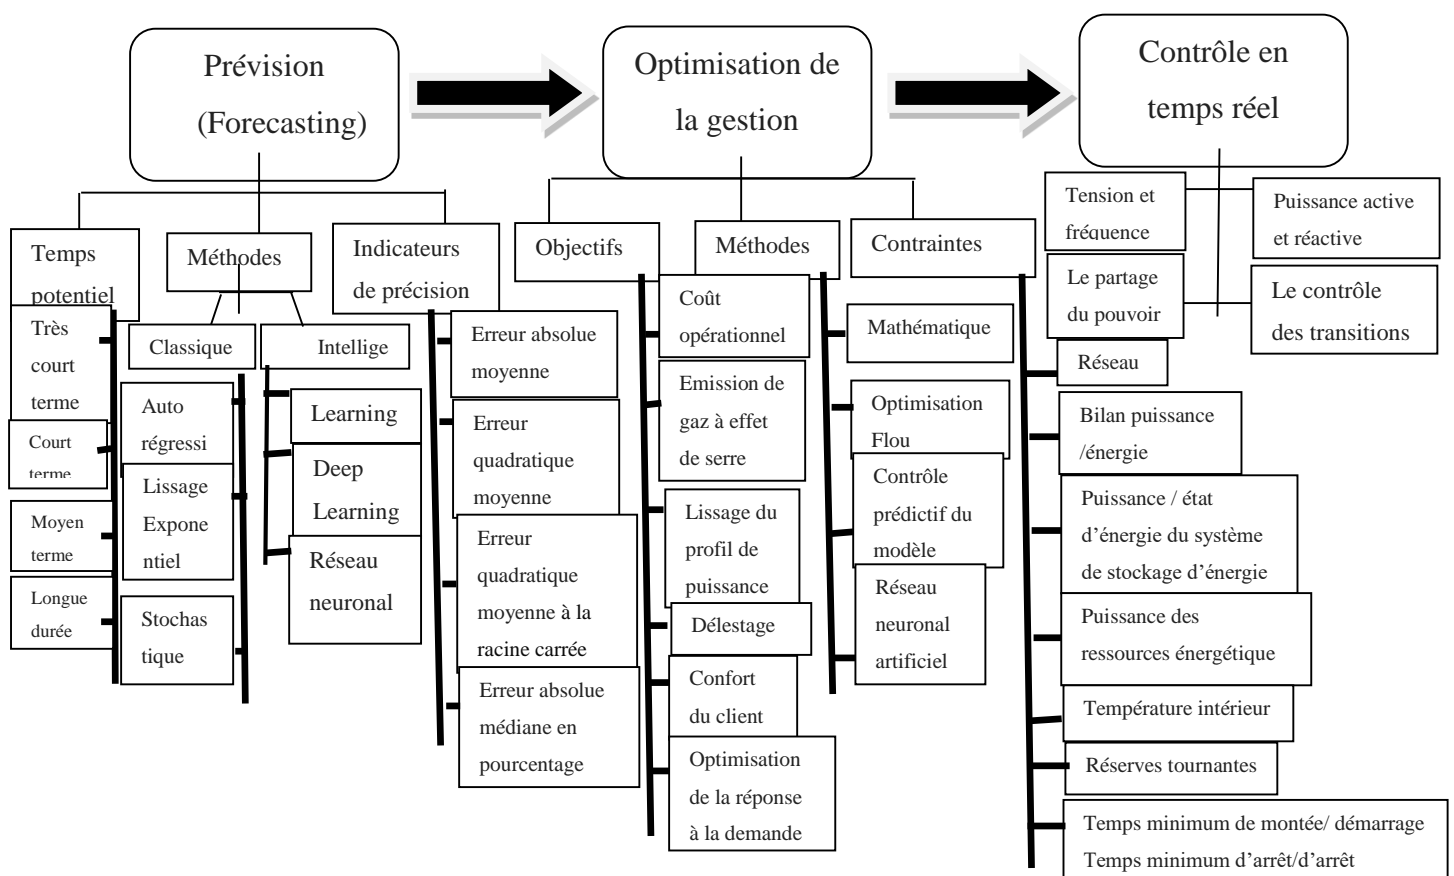 Prévision
(Forecasting)
Optimisation de
la gestion
Contrôle en
temps réel
Temps
potentiel
Très
court
terme
Court
terme
Moyen
terme
Longue
durée
Méthodes
Classique
Auto
régressi
Lissage
Expone
ntiel
Stochas
tique
Intellige
Learning
Deep
Learning
Réseau
neuronal
Indicateurs
de précision
Erreur absolue
moyenne
Erreur
quadratique
moyenne
Erreur
quadratique
moyenne à la
racine carrée
Erreur absolue
médiane en
pourcentage
Objectifs
Coût
opérationnel
Emission de
gaz à effet
de serre
Lissage du
profil de
puissance
Délestage
Confort
du client
Optimisation
de la réponse
à la demande
Méthodes
Mathématique
Optimisation
Flou
Contrôle
prédictif du
modèle
Réseau
neuronal
artificiel
Contraintes
Réseau
Bilan puissance
/énergie
Puissance / état
d’énergie du système
de stockage d’énergie
Puissance des
ressources énergétique
Température intérieur
Réserves tournantes
Temps minimum de montée/ démarrage
Temps minimum d’arrêt/d’arrêt
Tension et
fréquence
Puissance active
et réactive
Le partage
du pouvoir
Le contrôle
des transitions